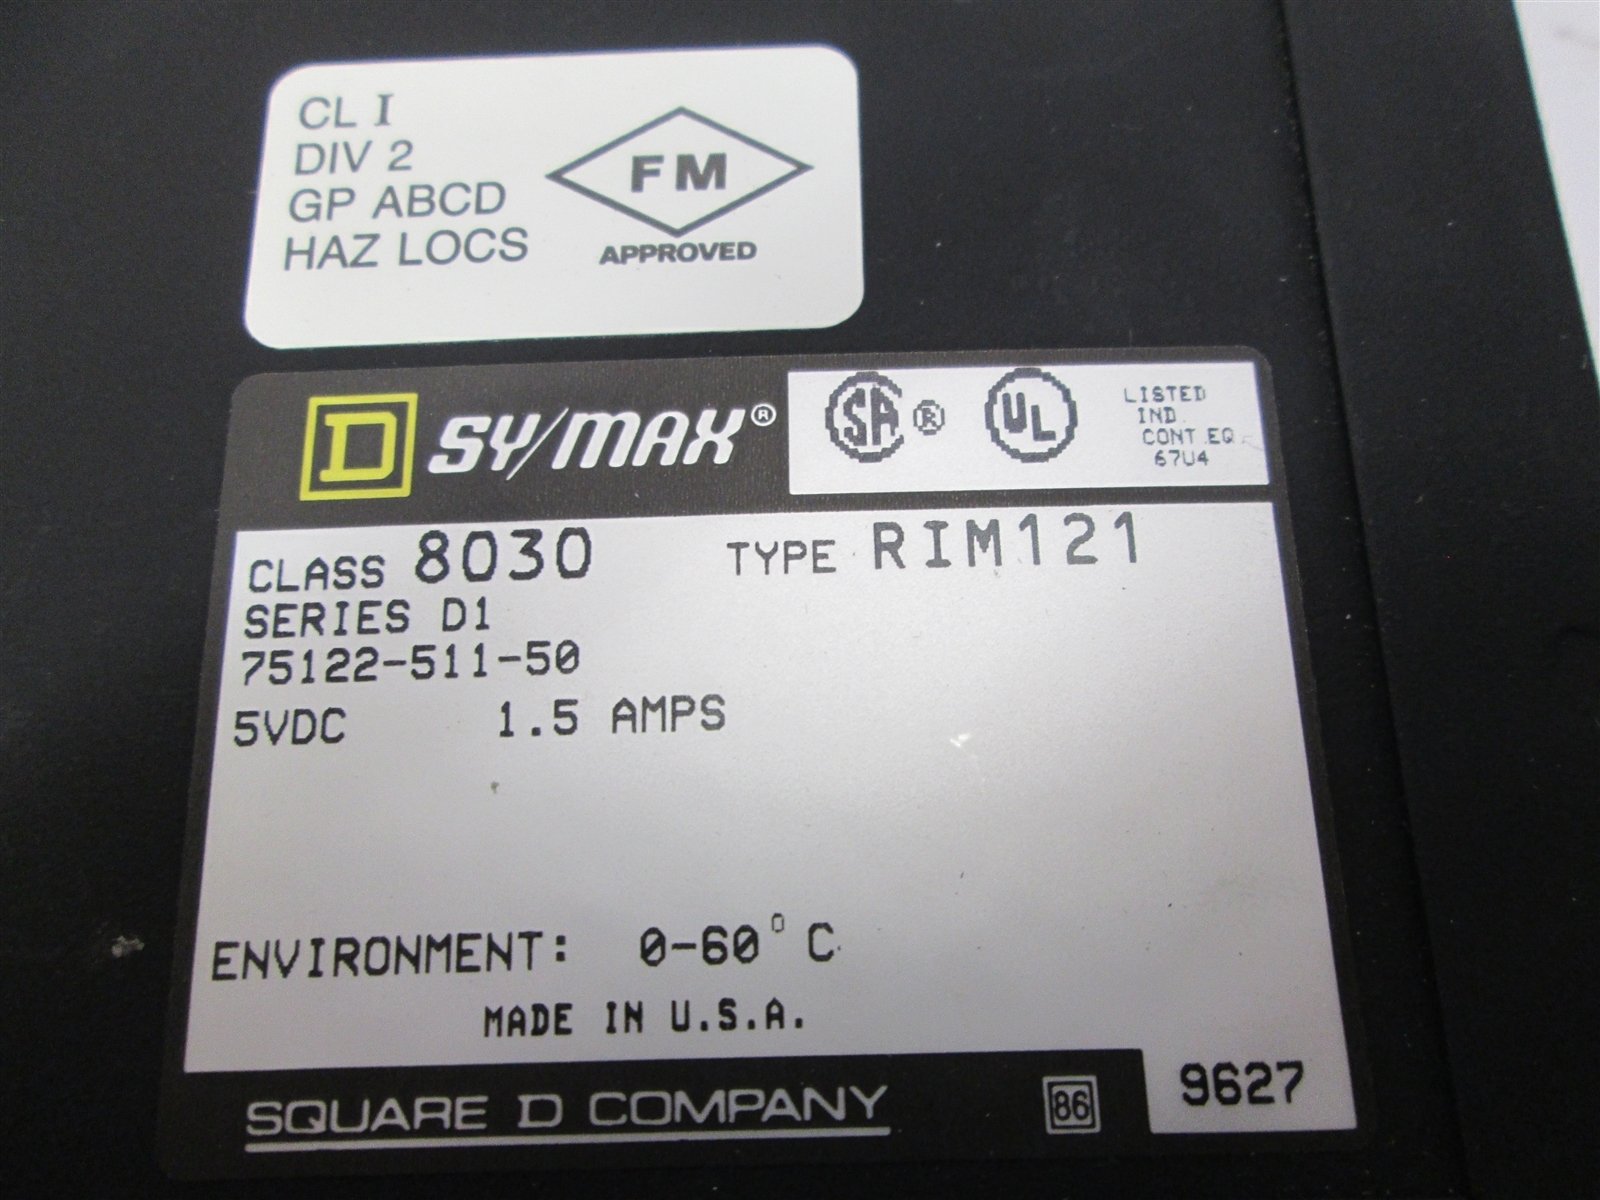 CL I
DIV 2
GP ABCD
HAZ LOCS
FM
APPROVED
D SY/MAX®
SA ®
UL
LISTED
IND.
CONT.EQ
67U4
CLASS 8030 TYPE RIM121
SERIES D1
75122-511-50
5VDC 1.5 AMPS
ENVIRONMENT: 0-60° C
MADE IN U.S.A.
SQUARE D COMPANY
86
9627